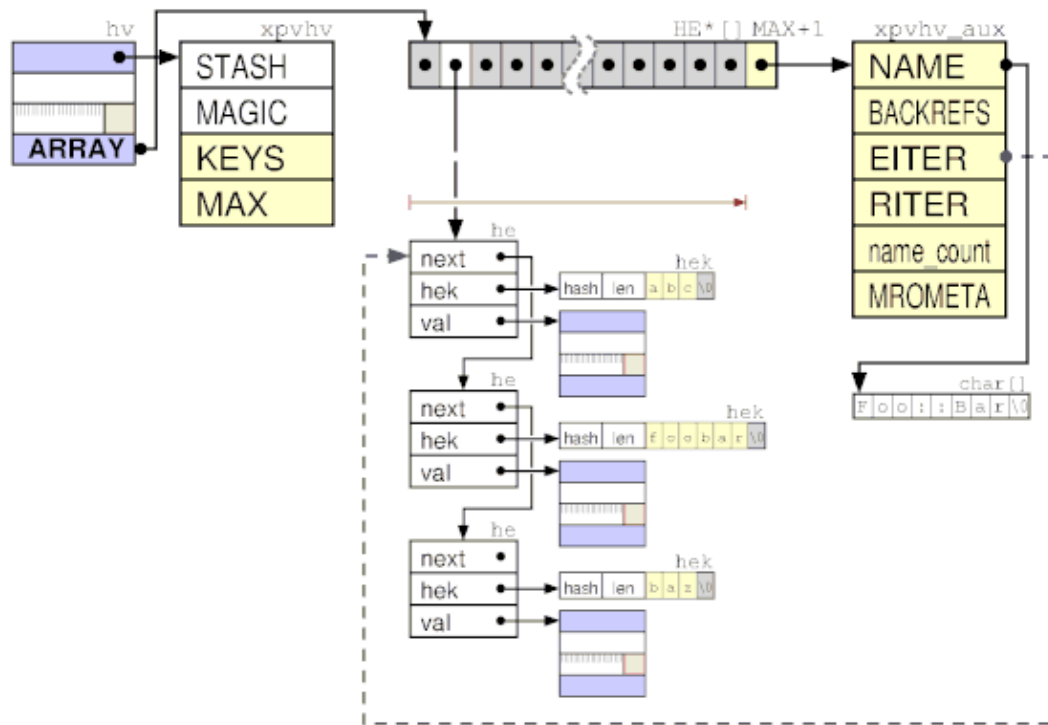 hv
xpvhv
HE*[] MAX+1
xpvhv_aux
STASH
MAGIC
ARRAY
KEYS
MAX
NAME
BACKREFS
EITER
RITER
name_count
MROMETA
he
next
hek
val
hek
hash len a b c \0
he
next
hek
val
hek
hash len f o o b a r \0
char[]
F o o : : B a r \0
he
next
hek
val
hek
hash len b a z \0